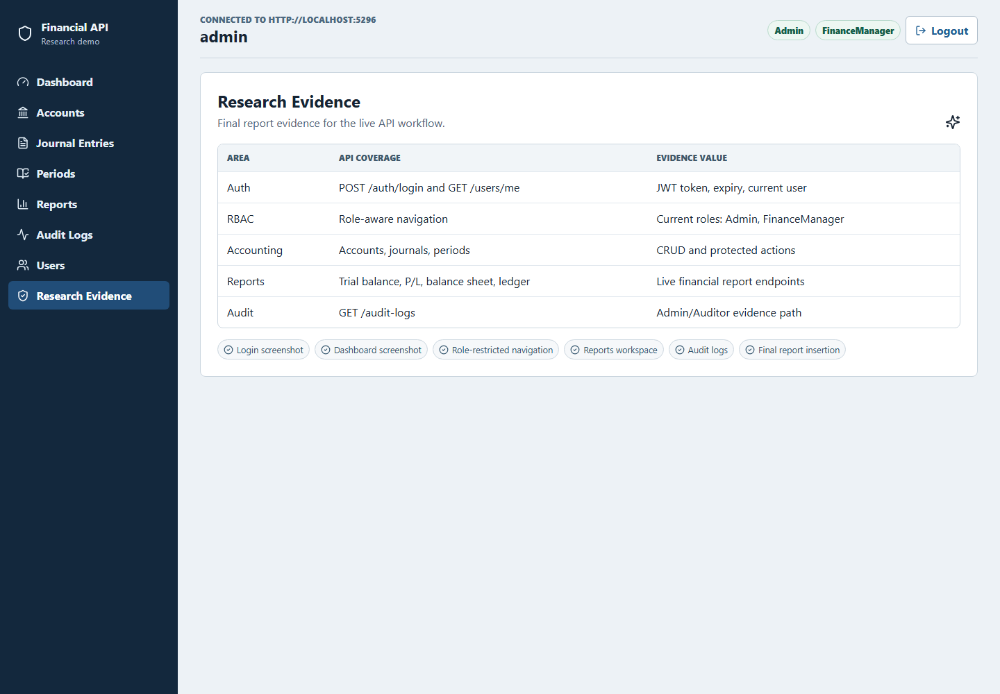 Financial API
Research demo
Dashboard
Accounts
Journal Entries
Periods
Reports
Audit Logs
Users
Research Evidence
CONNECTED TO HTTP://LOCALHOST:5296
admin
Admin FinanceManager Logout
Research Evidence
Final report evidence for the live API workflow.
AREA API COVERAGE EVIDENCE VALUE
Auth POST /auth/login and GET /users/me JWT token, expiry, current user
RBAC Role-aware navigation Current roles: Admin, FinanceManager
Accounting Accounts, journals, periods CRUD and protected actions
Reports Trial balance, P/L, balance sheet, ledger Live financial report endpoints
Audit GET /audit-logs Admin/Auditor evidence path
Login screenshot Dashboard screenshot Role-restricted navigation Reports workspace Audit logs Final report insertion